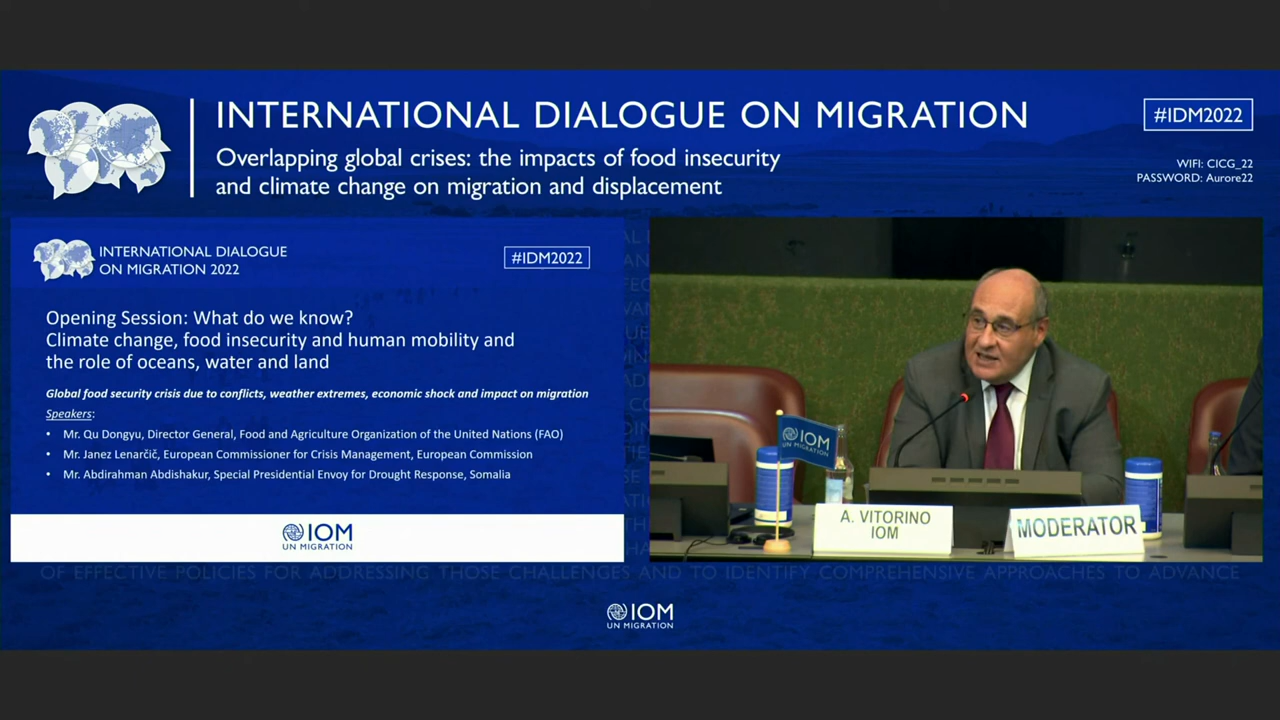 INTERNATIONAL DIALOGUE ON MIGRATION
Overlapping global crises: the impacts of food insecurity
and climate change on migration and displacement
#IDM2022
WIFI: CICG_22
PASSWORD: Aurore22
INTERNATIONAL DIALOGUE
ON MIGRATION 2022
#IDM2022
Opening Session: What do we know?
Climate change, food insecurity and human mobility and
the role of oceans, water and land
Global food security crisis due to conflicts, weather extremes, economic shock and impact on migration
Speakers:
• Mr. Qu Dongyu, Director General, Food and Agriculture Organization of the United Nations (FAO)
• Mr. Janez Lenarčič, European Commissioner for Crisis Management, European Commission
• Mr. Abdirahman Abdishakur, Special Presidential Envoy for Drought Response, Somalia
IOM
UN MIGRATION
IOM
UN MIGRATION
A. VITORINO
IOM
MODERATOR
OF EFFECTIVE POLICIES FOR ADDRESSING THOSE CHALLENGES AND TO IDENTIFY COMPREHENSIVE APPROACHES TO ADVANCE
IOM
UN MIGRATION